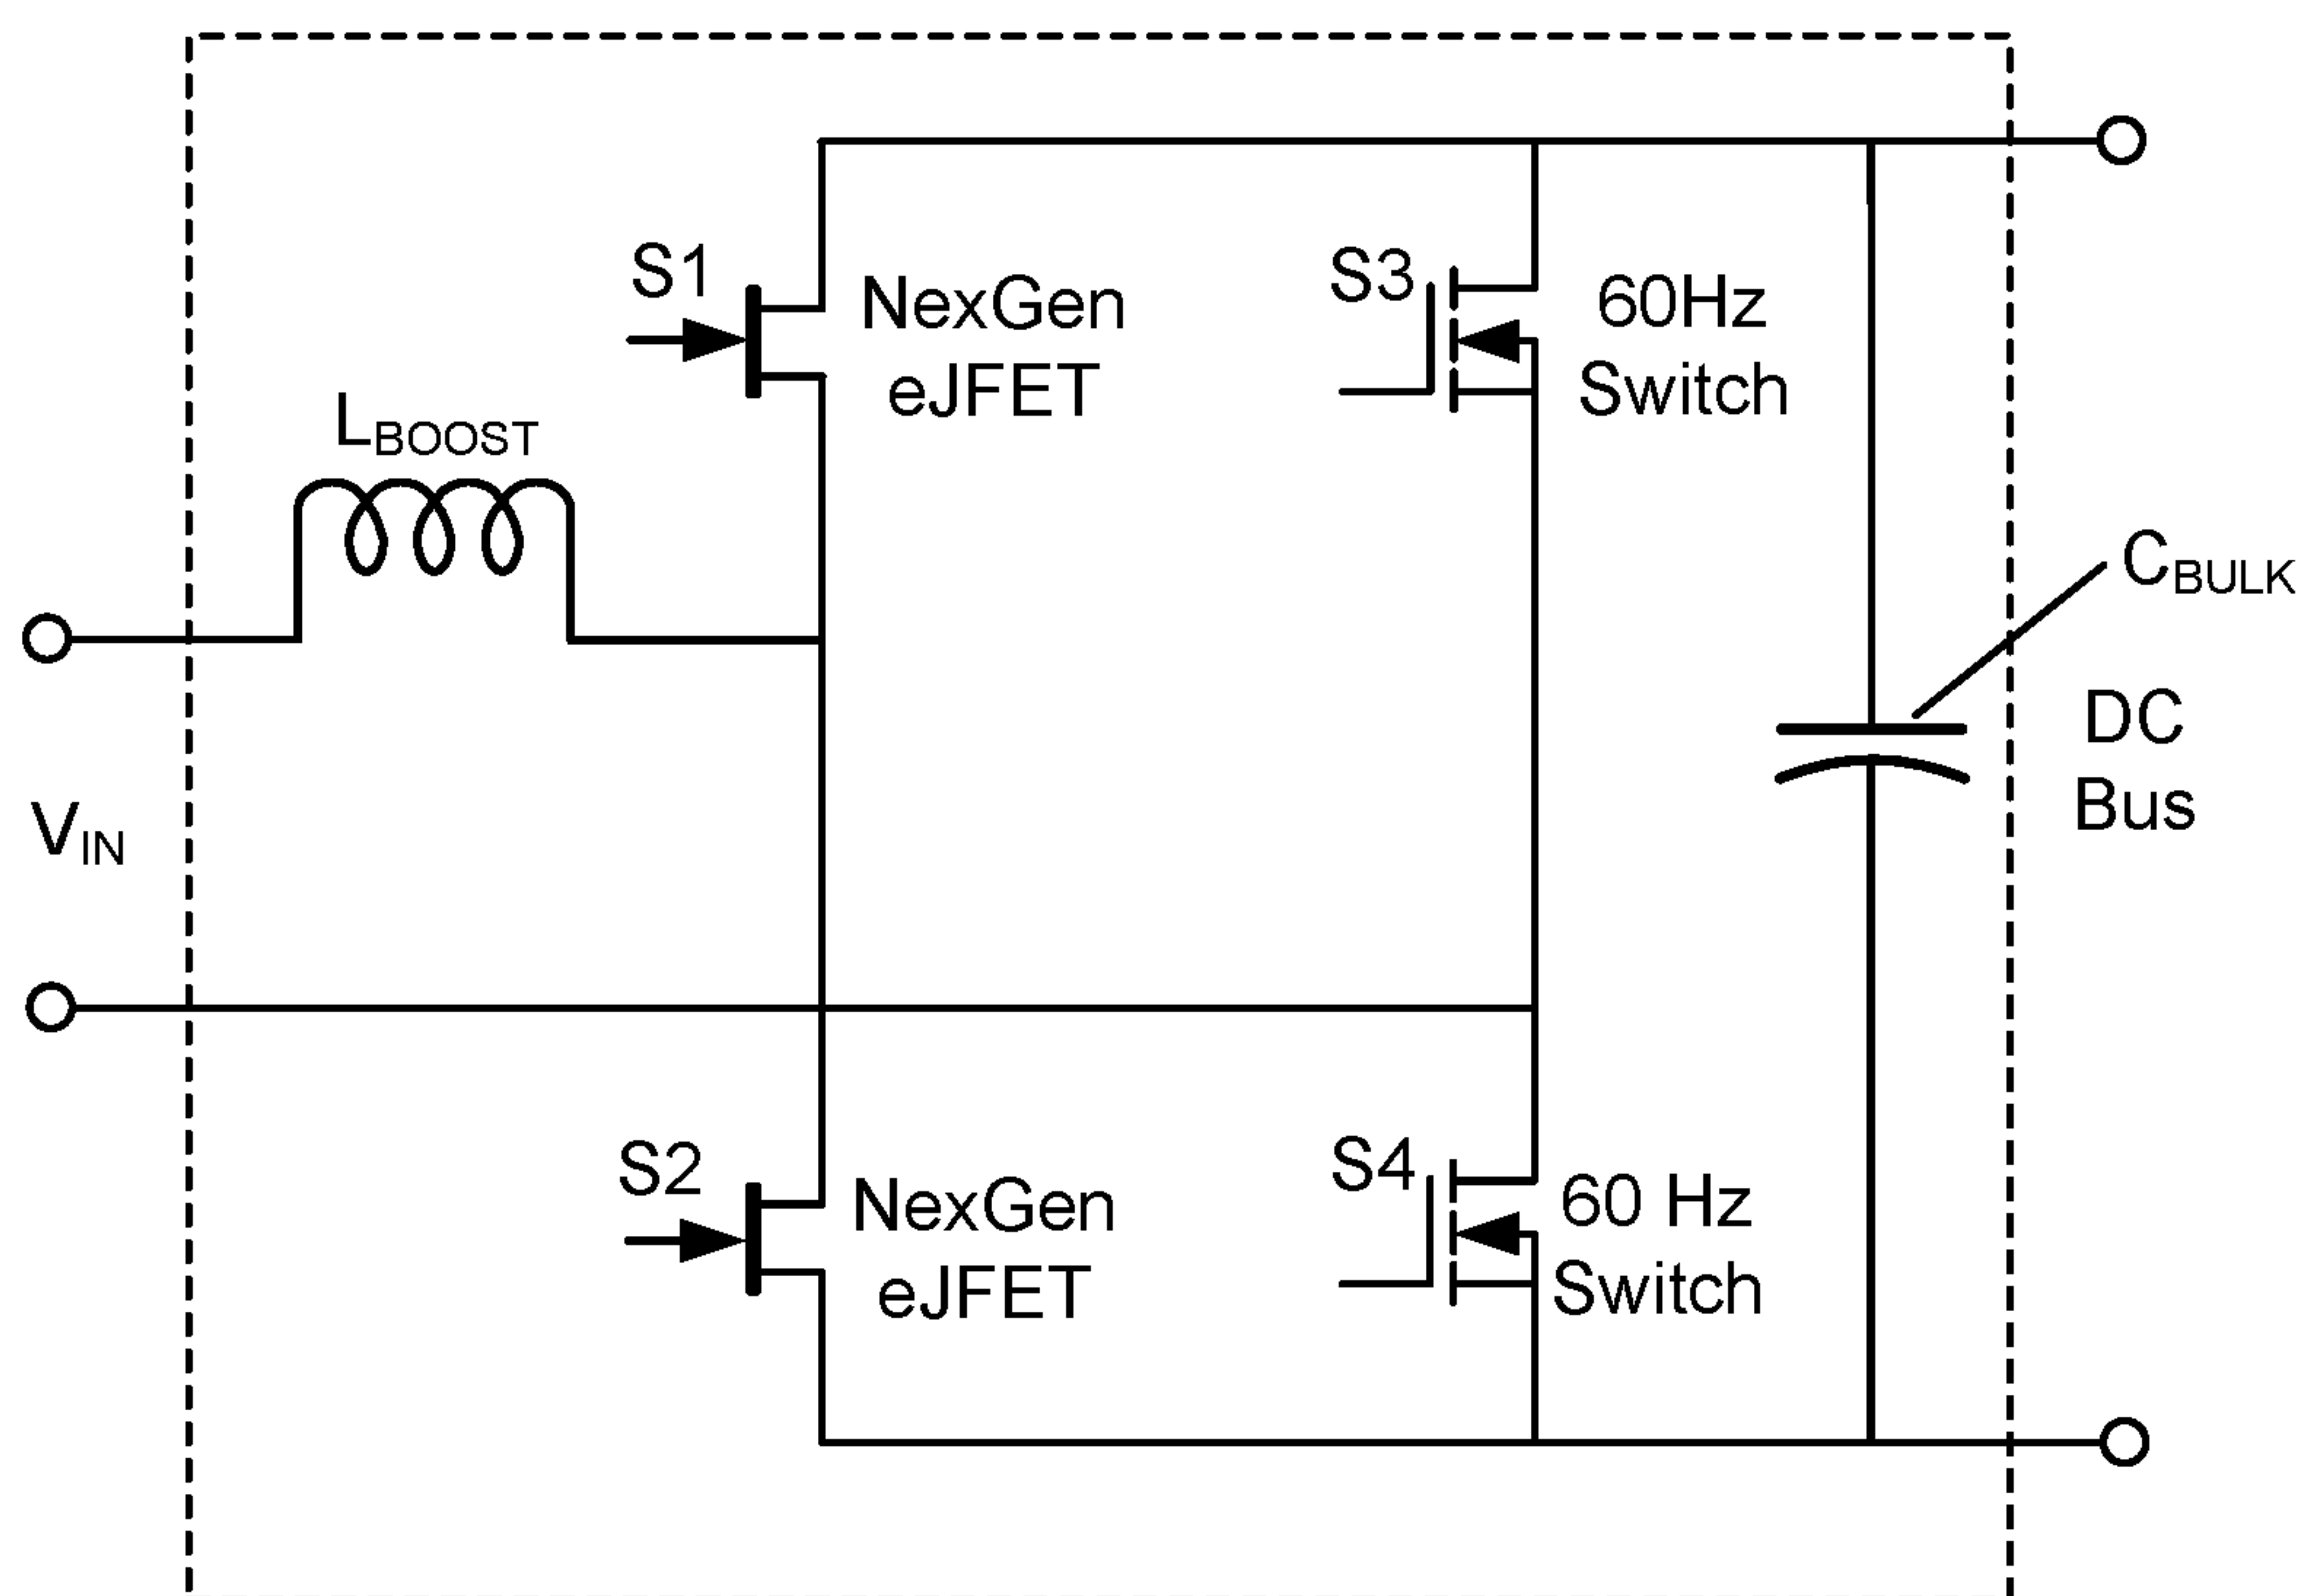 S1
NexGen
eJFET
S3
60Hz
Switch
LBOOST
CBULK
DC
Bus
VIN
S2
NexGen
eJFET
S4
60 Hz
Switch